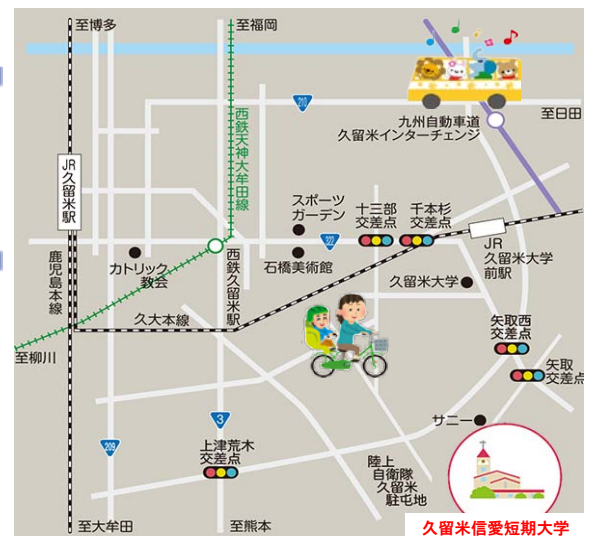 至博多
至福岡
210
至日田
九州自動車道
久留米インターチェンジ
西鉄天神大牟田線
JR久留米駅
スポーツ
ガーデン
十三部
交差点
千本杉
交差点
322
JR
久留米大学
前駅
カトリック
教会
西鉄久留米駅
石橋美術館
久留米大学
鹿児島本線
久大本線
矢取西
交差点
至柳川
矢取
交差点
3
サニー
209
上津荒木
交差点
陸上
自衛隊
久留米
駐屯地
至大牟田
至熊本
久留米信愛短期大学